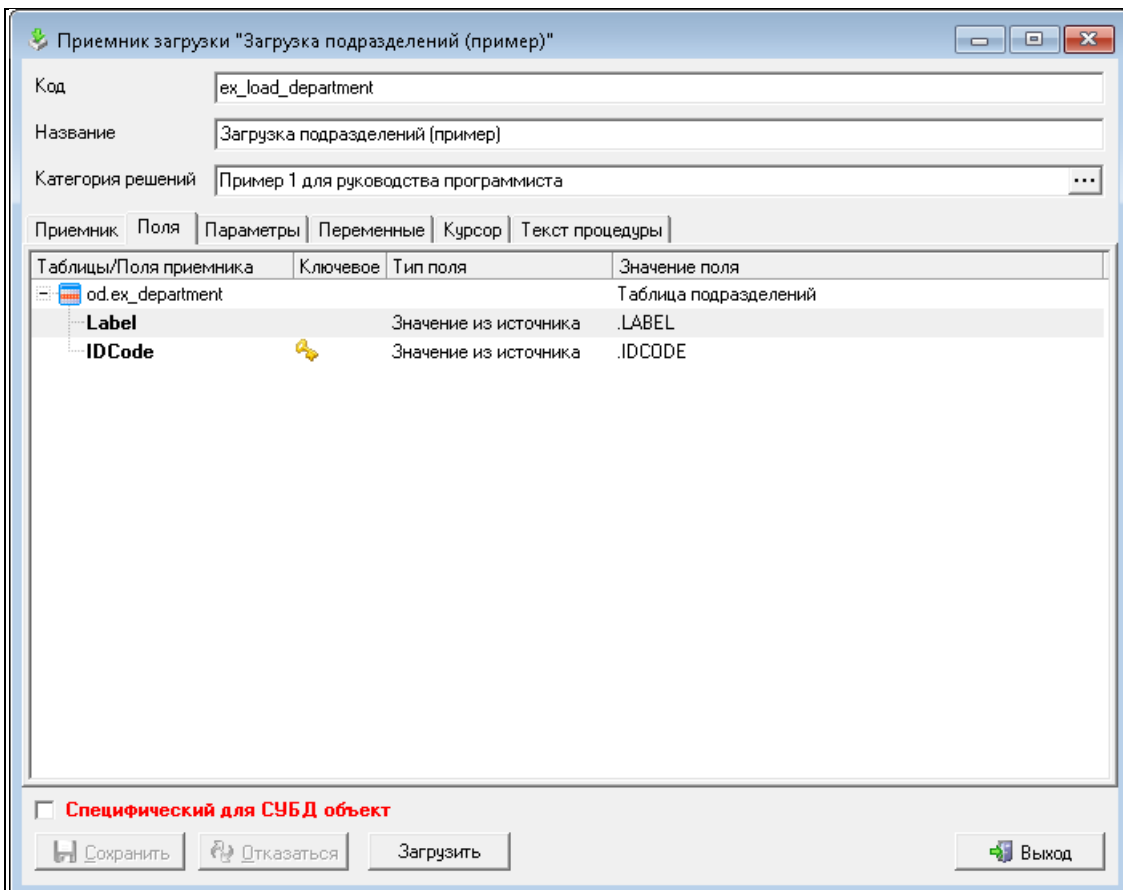 Приемник загрузки "Загрузка подразделений (пример)"
Код ex_load_department
Название Загрузка подразделений (пример)
Категория решений Пример 1 для руководства программиста ...
Приемник Поля Параметры Переменные Курсор Текст процедуры
Таблицы/Поля приемника Ключевое Тип поля Значение поля
od.ex_department Таблица подразделений
Label Значение из источника .LABEL
IDCode Значение из источника .IDCODE
Специфический для СУБД объект
Сохранить Отказаться Загрузить Выход